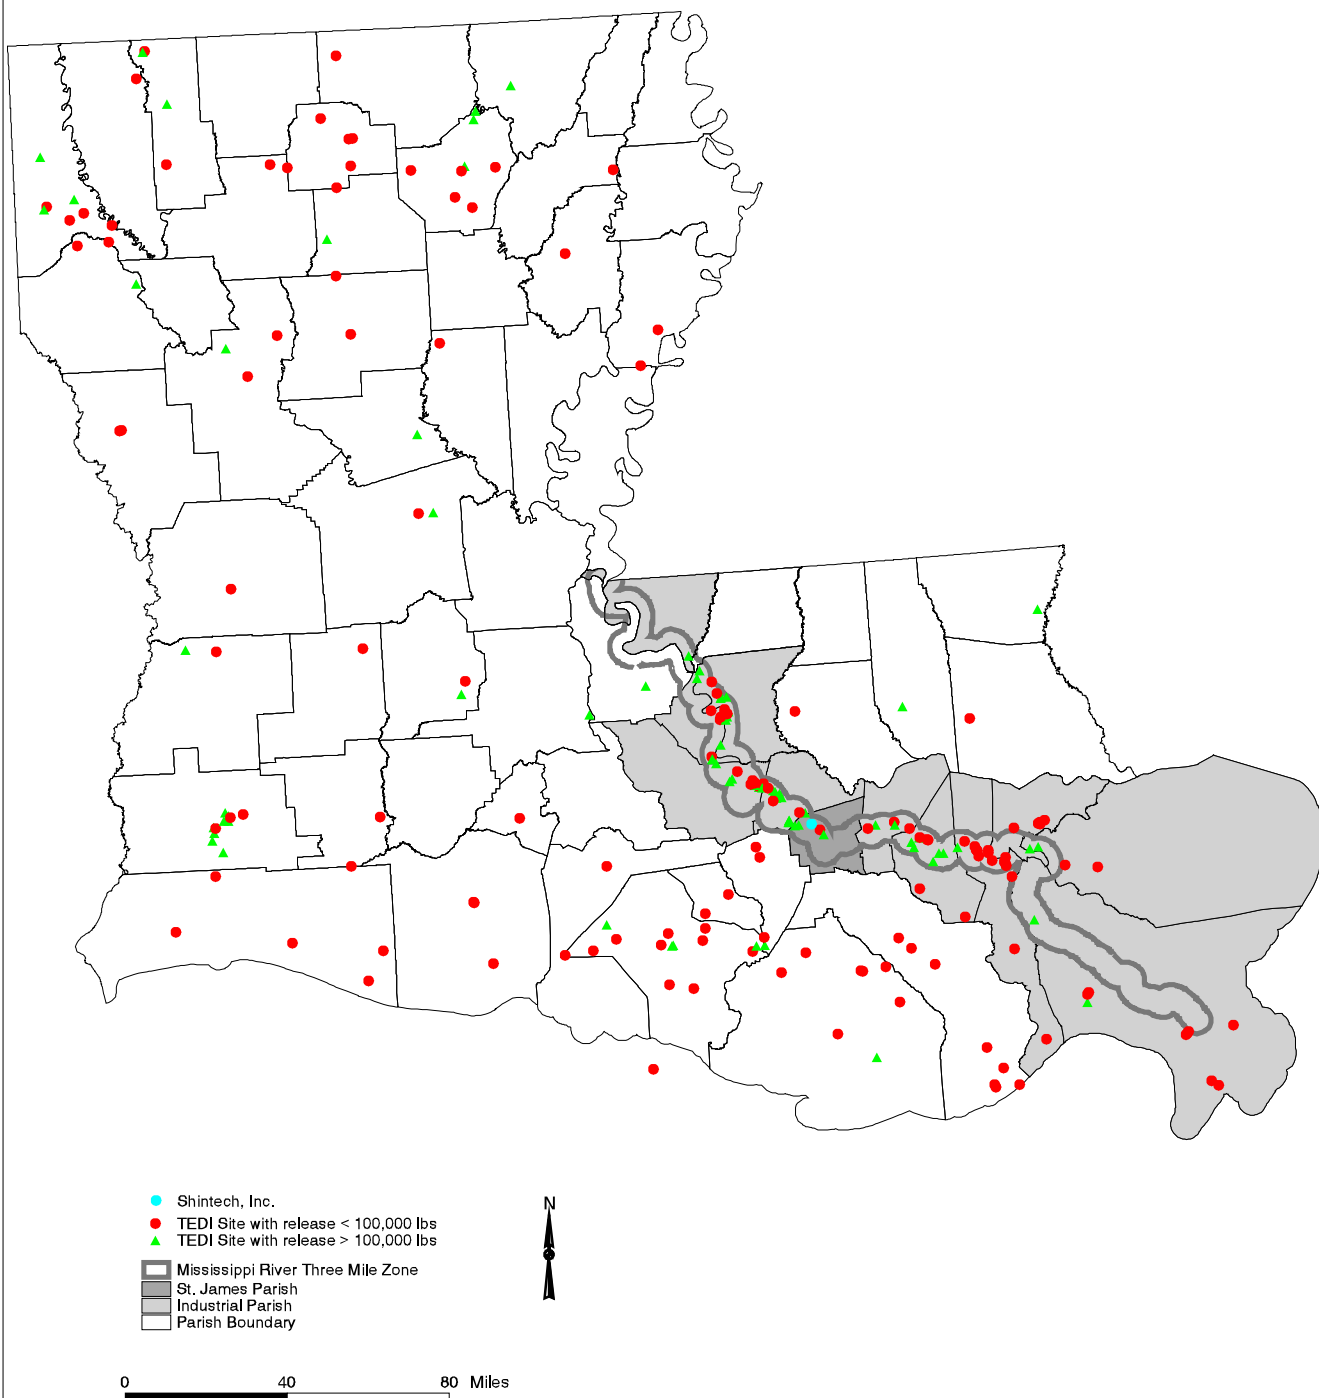 Shintech, Inc.
TEDI Site with release < 100,000 lbs
TEDI Site with release > 100,000 lbs
Mississippi River Three Mile Zone
St. James Parish
Industrial Parish
Parish Boundary
N
0 40 80 Miles